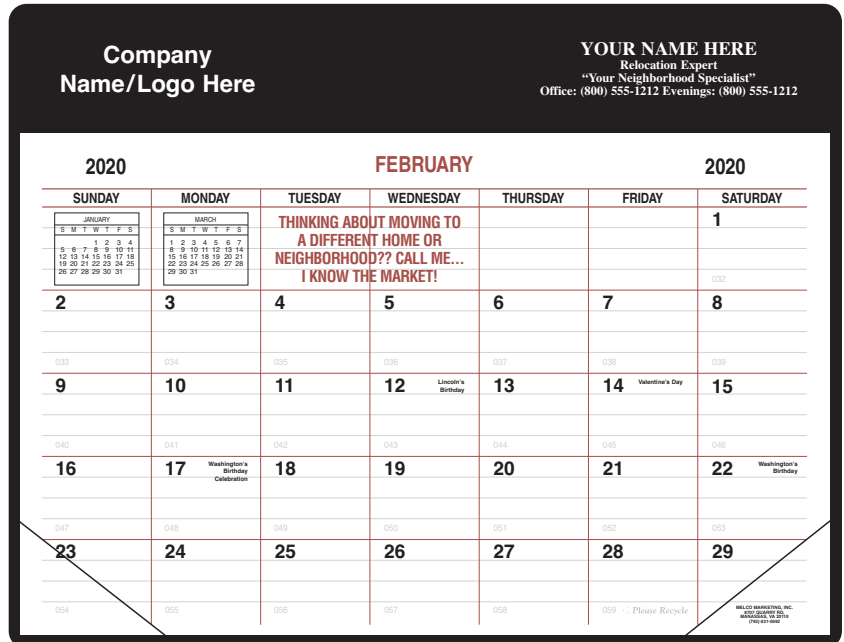 Company
Name/Logo Here
YOUR NAME HERE
Relocation Expert
“Your Neighborhood Specialist”
Office: (800) 555-1212 Evenings: (800) 555-1212
2020 FEBRUARY 2020
SUNDAY MONDAY TUESDAY WEDNESDAY THURSDAY FRIDAY SATURDAY
JANUARY
S M T W T F S
1 2 3 4
5 6 7 8 9 10 11
12 13 14 15 16 17 18
19 20 21 22 23 24 25
26 27 28 29 30 31
MARCH
S M T W T F S
1 2 3 4 5 6 7
8 9 10 11 12 13 14
15 16 17 18 19 20 21
22 23 24 25 26 27 28
29 30 31
THINKING ABOUT MOVING TO
A DIFFERENT HOME OR
NEIGHBORHOOD?? CALL ME...
I KNOW THE MARKET!
1
032
2 3 4 5 6 7 8
033 034 035 036 037 038 039
9 10 11 12 Lincoln's 13 14 Valentine's Day 15
Birthday
040 041 042 043 044 045 046
16 17 Washington's 18 19 20 21 22 Washington's
Birthday Birthday
Celebration
047 048 049 050 051 052 053
23 24 25 26 27 28 29
054 055 056 057 058 059 Please Recycle
MELCO MARKETING, INC.
8707 QUARRY RD.
MANASSAS, VA 20110
(703) 631-0592